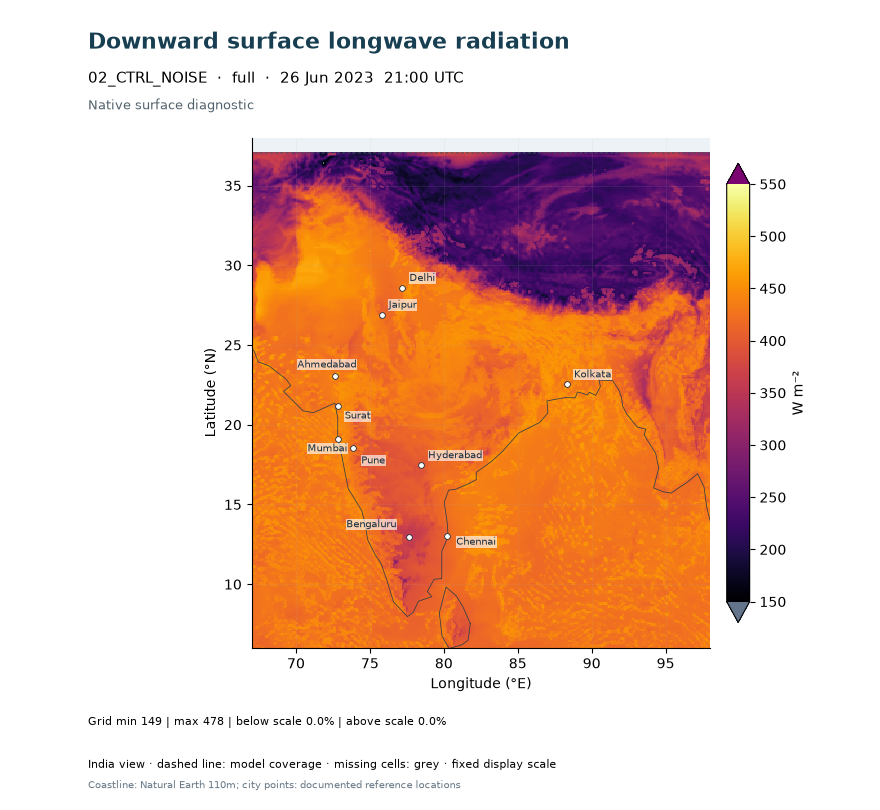 Downward surface longwave radiation
02_CTRL_NOISE · full · 26 Jun 2023 21:00 UTC
Native surface diagnostic
35
30
25
20
15
10
Latitude (°N)
70 75 80 85 90 95
Longitude (°E)
Delhi
Jaipur
Ahmedabad
Kolkata
Surat
Mumbai
Pune
Hyderabad
Bengaluru
Chennai
550
500
450
400
350
300
250
200
150
W m⁻²
Grid min 149 | max 478 | below scale 0.0% | above scale 0.0%
India view · dashed line: model coverage · missing cells: grey · fixed display scale
Coastline: Natural Earth 110m; city points: documented reference locations